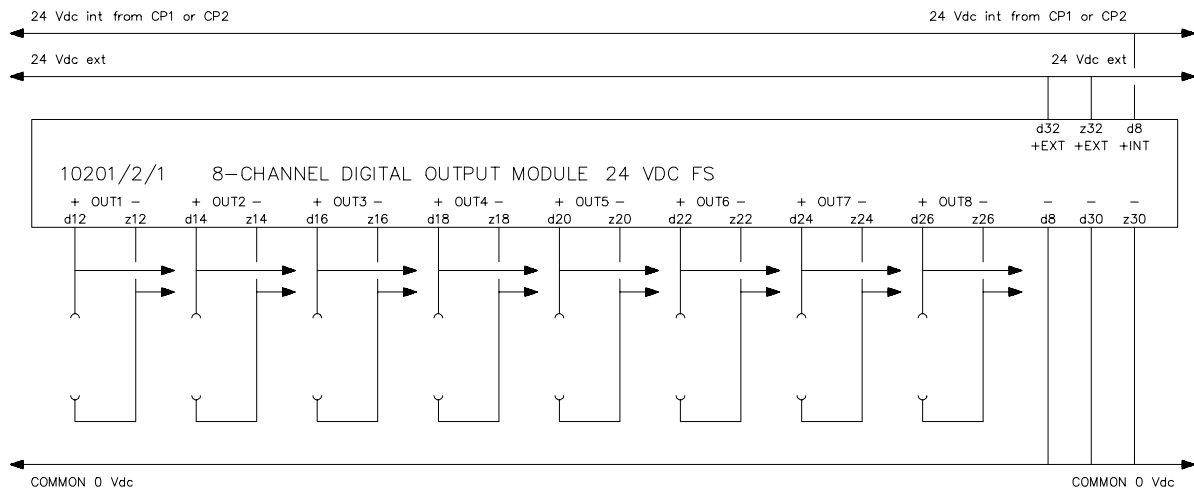 24 Vdc int from CP1 or CP2 24 Vdc int from CP1 or CP2
24 Vdc ext 24 Vdc ext
d32 z32 d8
+EXT +EXT +INT
10201/2/1 8-CHANNEL DIGITAL OUTPUT MODULE 24 VDC FS
+ OUT1 - + OUT2 - + OUT3 - + OUT4 - + OUT5 - + OUT6 - + OUT7 - + OUT8 - - - -
d12 z12 d14 z14 d16 z16 d18 z18 d20 z20 d22 z22 d24 z24 d26 z26 d8 d30 z30
COMMON 0 Vdc COMMON 0 Vdc